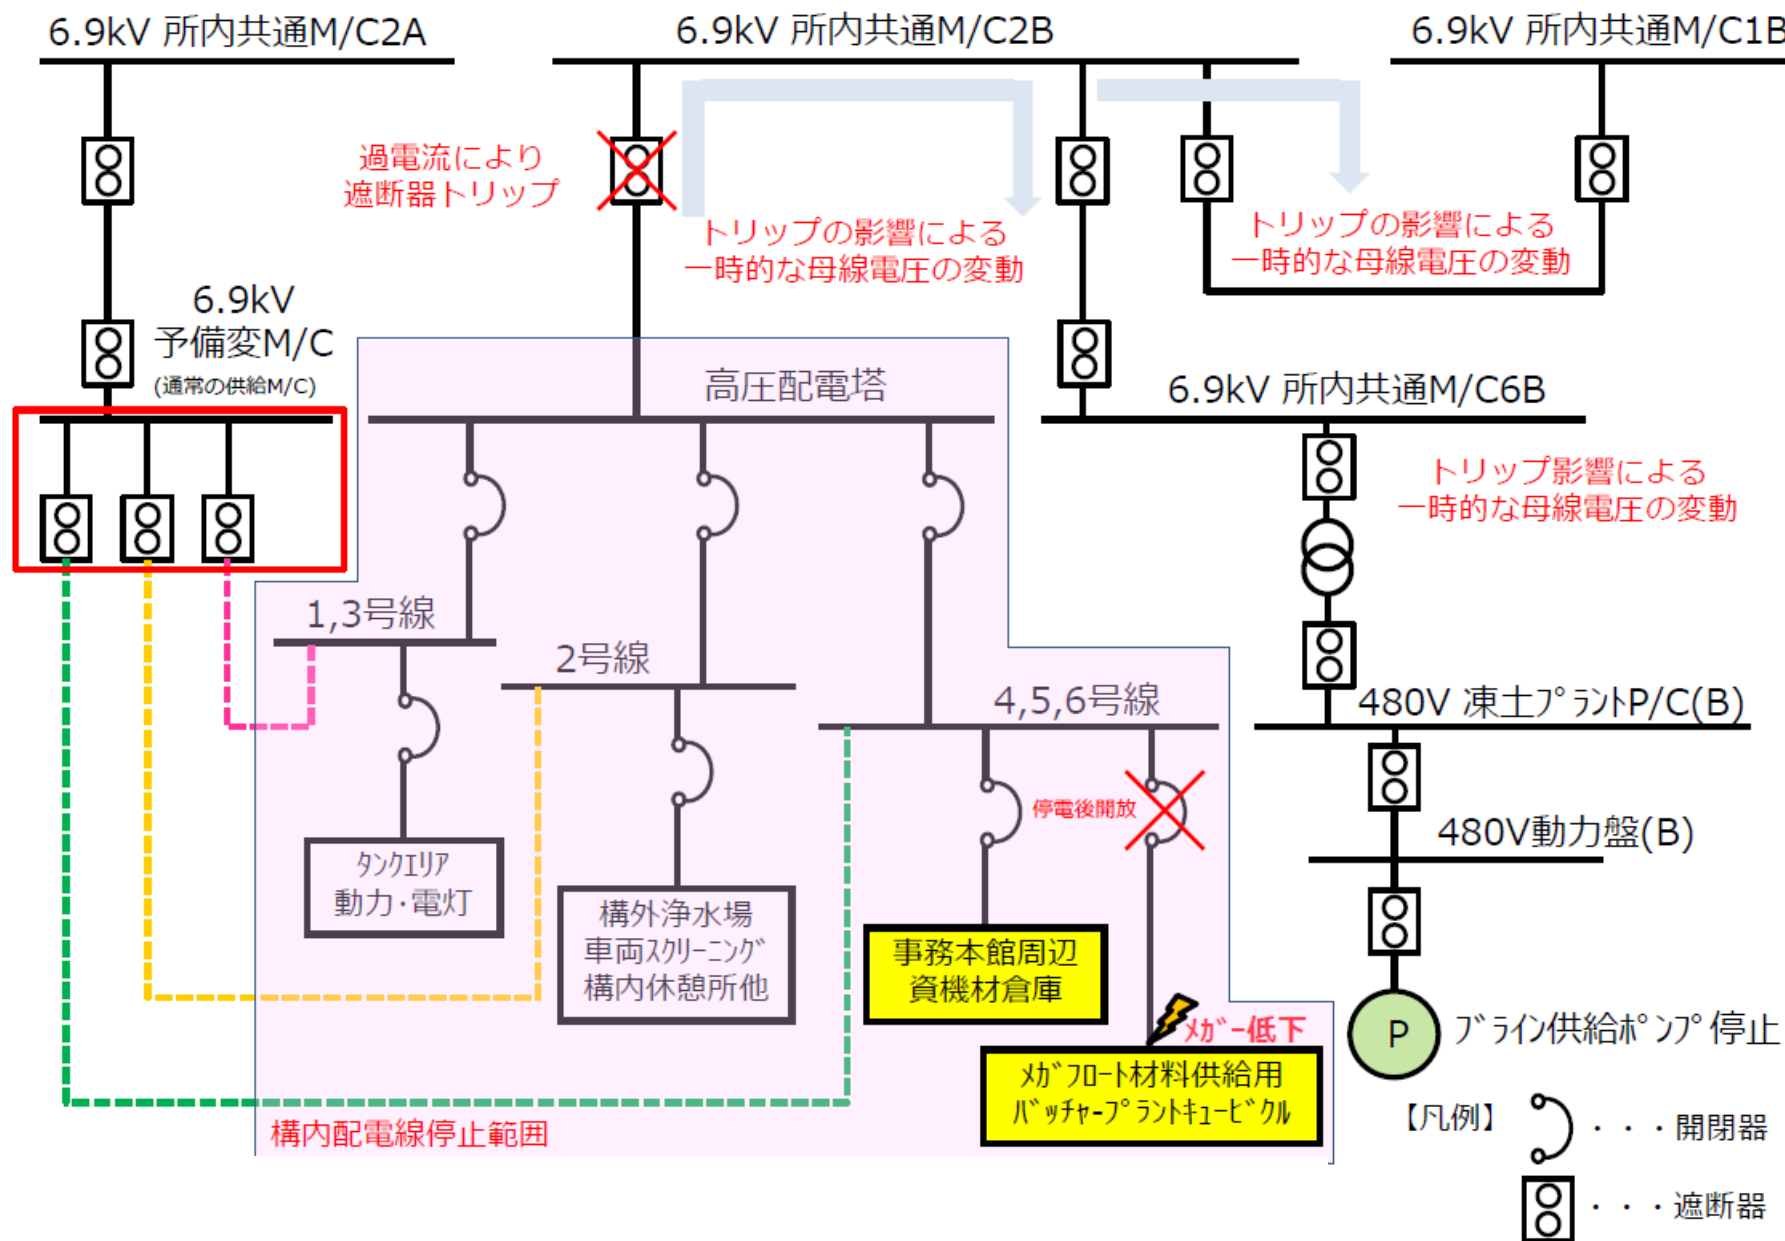 6.9kV 所内共通M/C2A
6.9kV 所内共通M/C2B
6.9kV 所内共通M/C1B
過電流により
遮断器トリップ
トリップの影響による
一時的な母線電圧の変動
トリップの影響による
一時的な母線電圧の変動
6.9kV
予備変M/C
(通常の供給M/C)
高圧配電塔
6.9kV 所内共通M/C6B
トリップ影響による
一時的な母線電圧の変動
1,3号線
2号線
4,5,6号線
480V 凍土ﾌﾟﾗﾝﾄP/C(B)
停電後開放
480V動力盤(B)
ﾀﾝｸｴﾘｱ
動力・電灯
構外浄水場
車両ｽｸﾘｰﾆﾝｸﾞ
構内休憩所他
事務本館周辺
資機材倉庫
ﾒｶﾞｰ低下
P
ﾌﾞﾗｲﾝ供給ﾎﾟﾝﾌﾟ停止
ﾒｶﾞﾌﾛｰﾄ材料供給用
ﾊﾞｯﾁｬｰﾌﾟﾗﾝﾄｷｭｰﾋﾞｸﾙ
構内配電線停止範囲
【凡例】
・・・開閉器
・・・遮断器